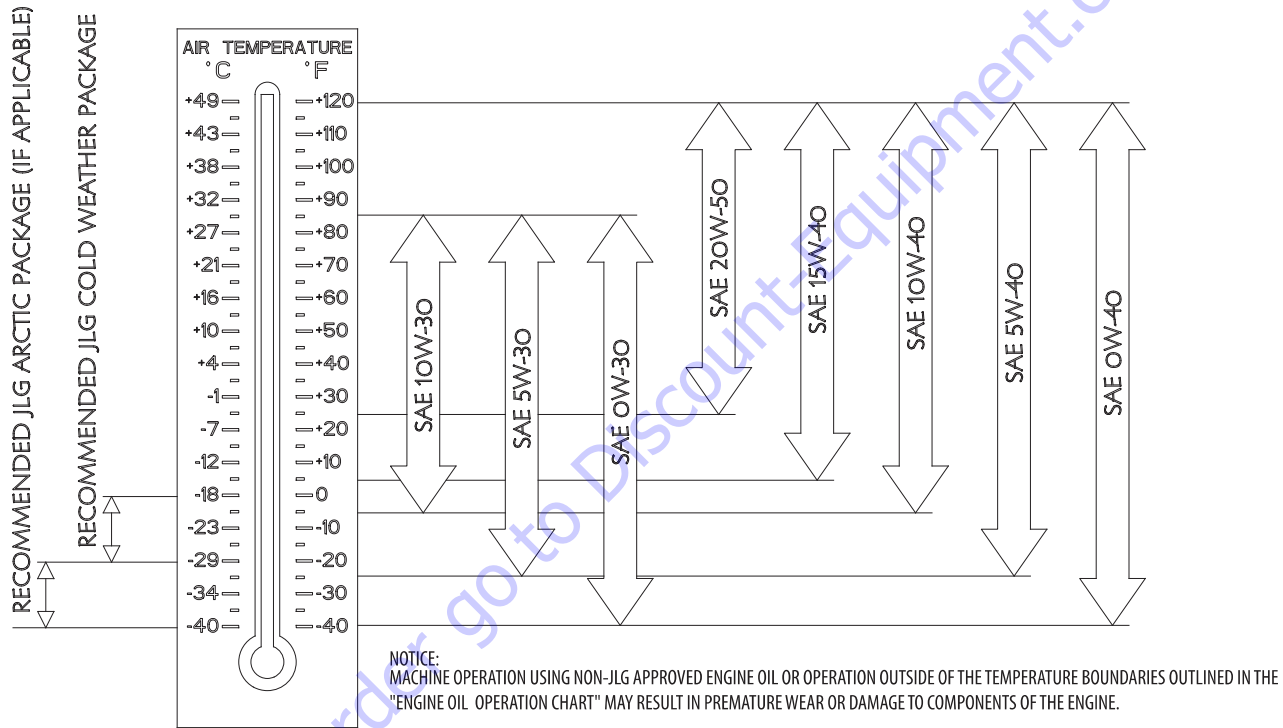 RECOMMENDED JLG ARCTIC PACKAGE (IF APPLICABLE)
RECOMMENDED JLG COLD WEATHER PACKAGE
AIR TEMPERATURE
°C °F
+49 +120
+43 +110
+38 +100
+32 +90
+27 +80
+21 +70
+16 +60
+10 +50
+4 +40
-1 +30
-7 +20
-12 +10
-18 0
-23 -10
-29 -20
-34 -30
-40 -40
SAE 10W-30
SAE 5W-30
SAE 0W-30
SAE 20W-50
SAE 15W-40
SAE 10W-40
SAE 5W-40
SAE 0W-40
NOTICE:
MACHINE OPERATION USING NON-JLG APPROVED ENGINE OIL OR OPERATION OUTSIDE OF THE TEMPERATURE BOUNDARIES OUTLINED IN THE
"ENGINE OIL OPERATION CHART" MAY RESULT IN PREMATURE WEAR OR DAMAGE TO COMPONENTS OF THE ENGINE.
go to Discount-Equipment.